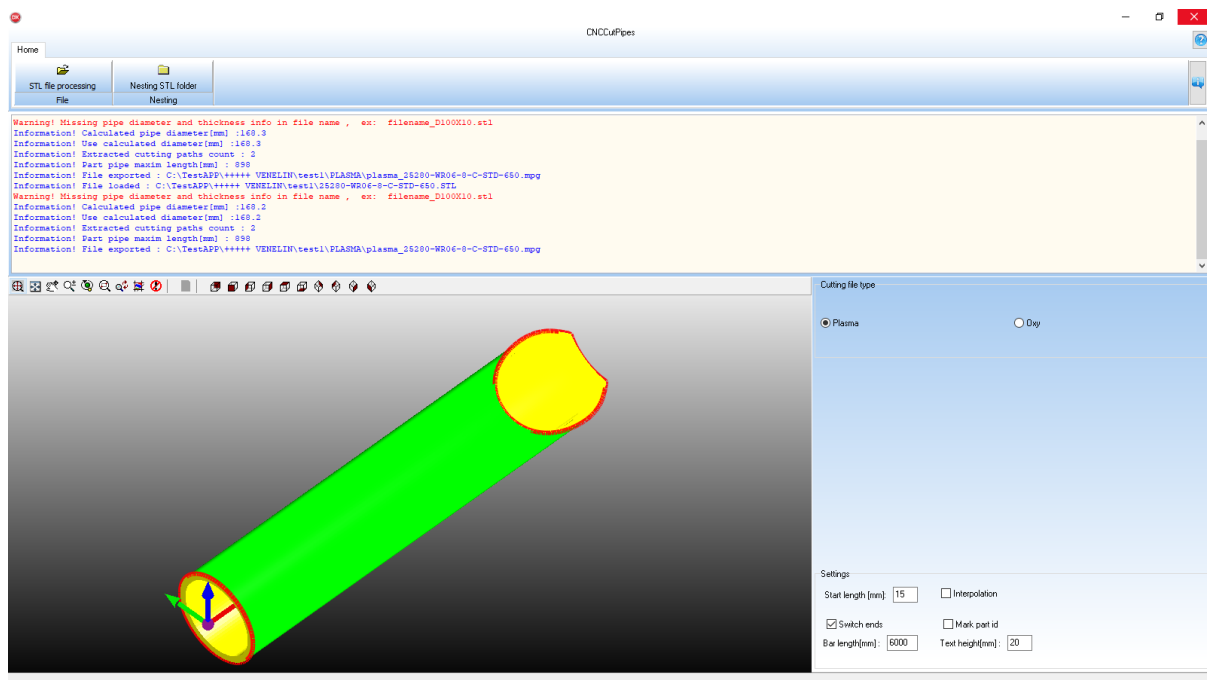 CNCCutPipes
Home
STL file processing
Nesting STL folder
File
Nesting
Warning! Missing pipe diameter and thickness info in file name ,  ex:  filename_D100X10.stl
Information! Calculated pipe diameter[mm] :168.3
Information! Use calculated diameter[mm] :168.3
Information! Extracted cutting paths count : 2
Information! Part pipe maxim length[mm] : 898
Information! File exported : C:\TestAPP\+++++ VENELIN\test1\PLASMA\plasma_25280-WR06-8-C-STD-650.mpg
Information! File loaded : C:\TestAPP\+++++ VENELIN\test1\25280-WR06-8-C-STD-650.STL
Warning! Missing pipe diameter and thickness info in file name ,  ex:  filename_D100X10.stl
Information! Calculated pipe diameter[mm] :168.2
Information! Use calculated diameter[mm] :168.2
Information! Extracted cutting paths count : 2
Information! Part pipe maxim length[mm] : 898
Information! File exported : C:\TestAPP\+++++ VENELIN\test1\PLASMA\plasma_25280-WR06-8-C-STD-650.mpg
Cutting file type
Plasma
Oxy
Settings
Start length [mm]: 15
Interpolation
Switch ends
Mark part id
Bar length[mm] : 6000
Text height[mm] : 20